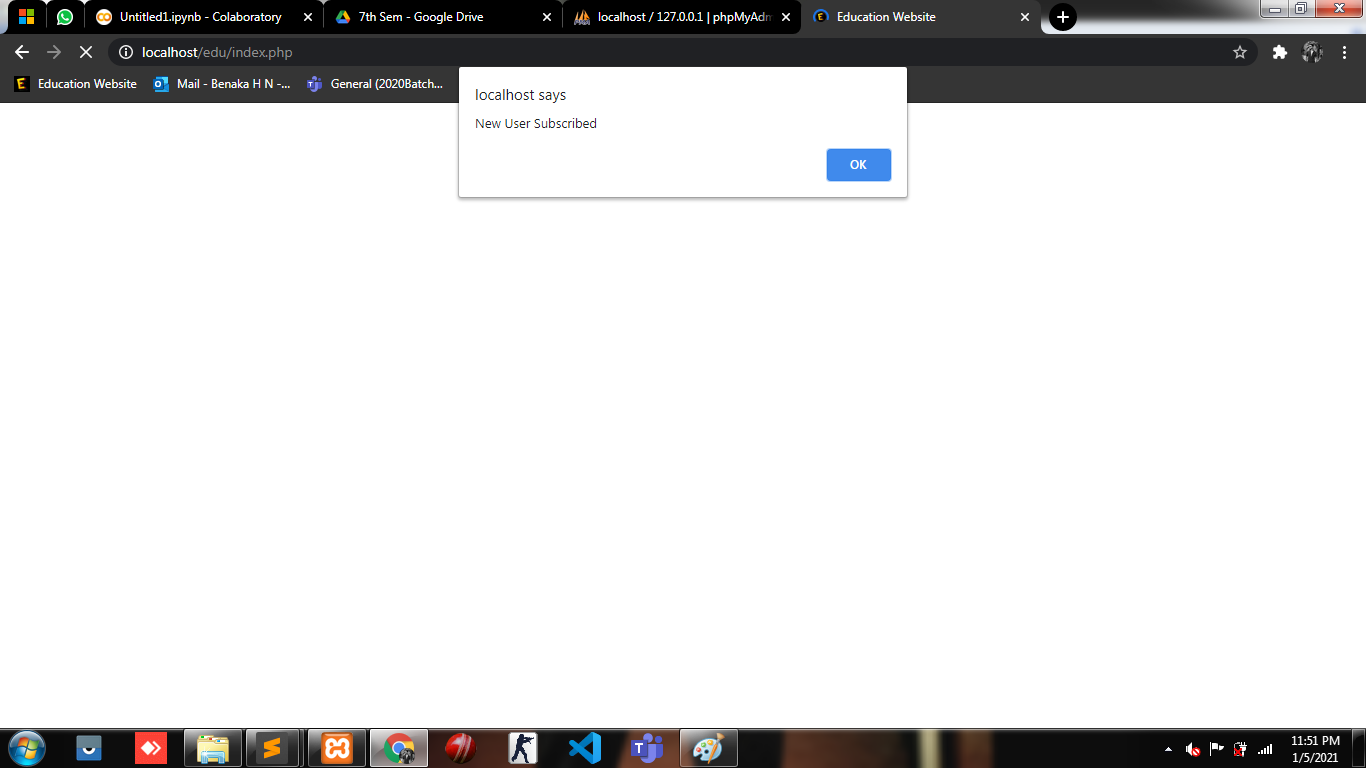 Untitled1.ipynb - Colaboratory
7th Sem - Google Drive
localhost / 127.0.0.1 | phpMyAdm
Education Website
localhost/edu/index.php
Education Website
Mail - Benaka H N -...
General (2020Batch...
localhost says
New User Subscribed
OK
11:51 PM
1/5/2021